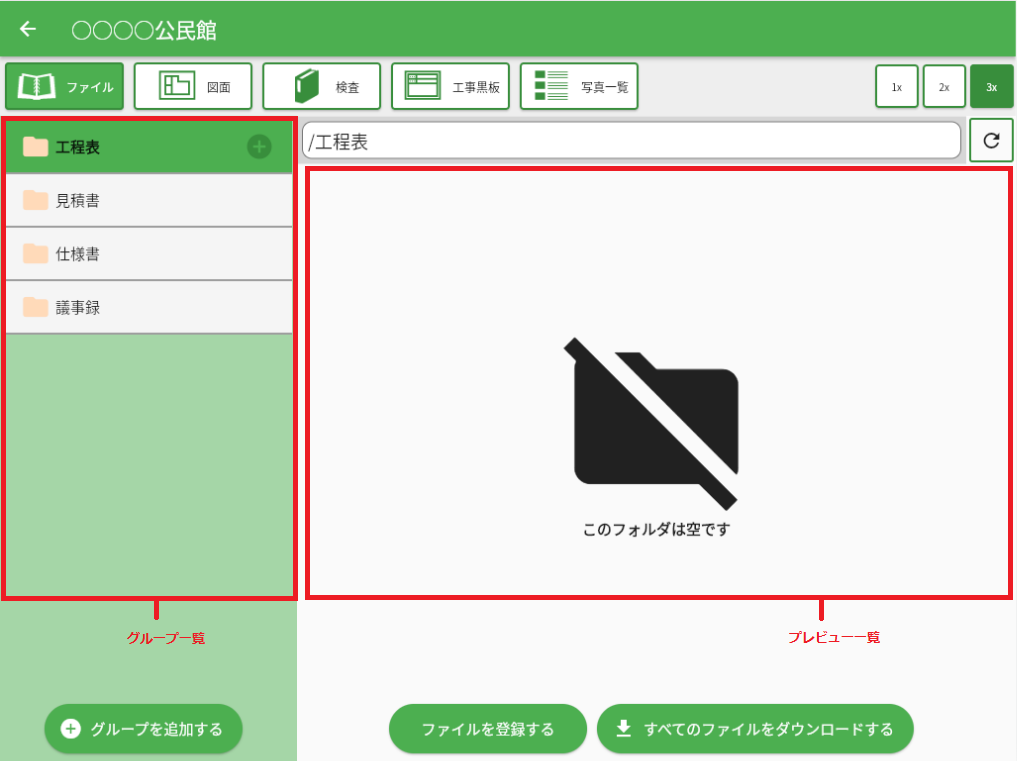 〇〇〇〇公民館
ファイル
図面
検査
工事黒板
写真一覧
1x
2x
3x
工程表
/工程表
見積書
仕様書
議事録
このフォルダは空です
グループ一覧
プレビュー一覧
グループを追加する
ファイルを登録する
すべてのファイルをダウンロードする